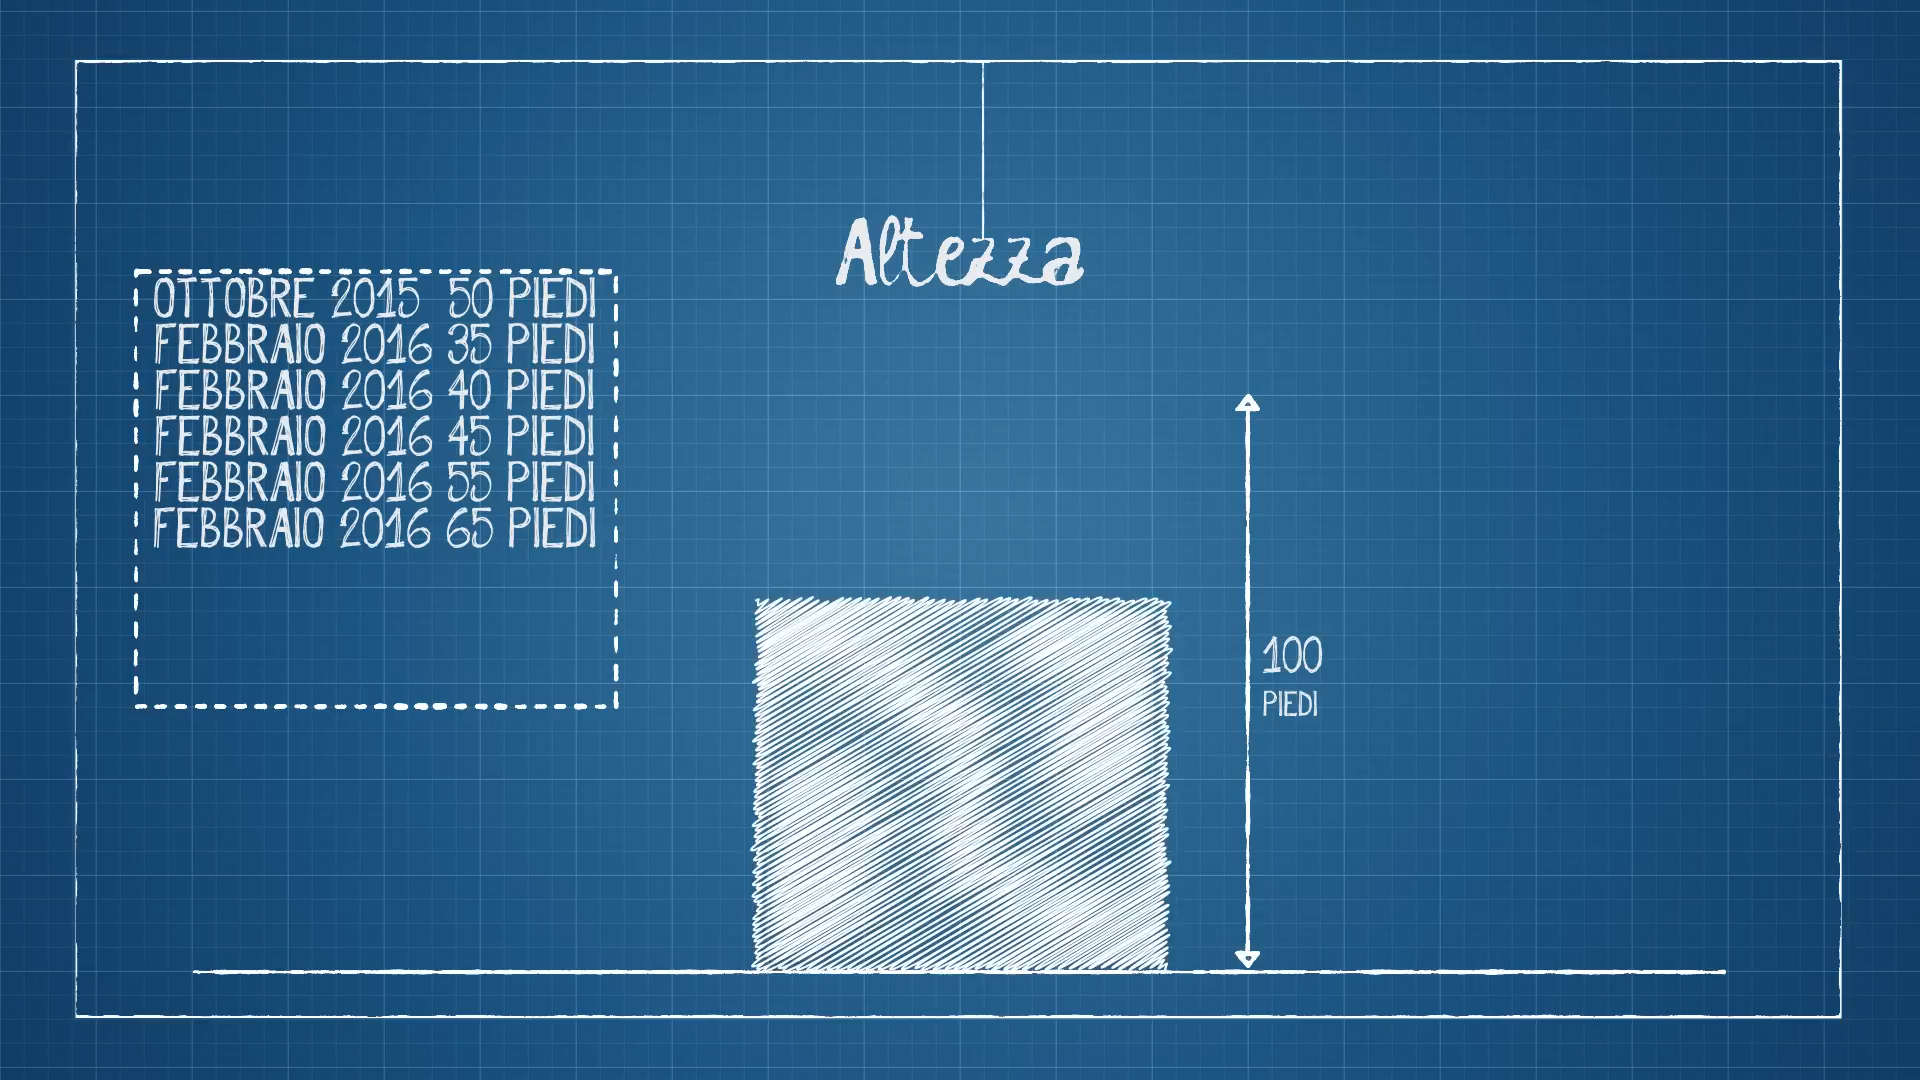 Altezza
OTTOBRE 2015 50 PIEDI
FEBBRAIO 2016 35 PIEDI
FEBBRAIO 2016 40 PIEDI
FEBBRAIO 2016 45 PIEDI
FEBBRAIO 2016 55 PIEDI
FEBBRAIO 2016 65 PIEDI
100
PIEDI